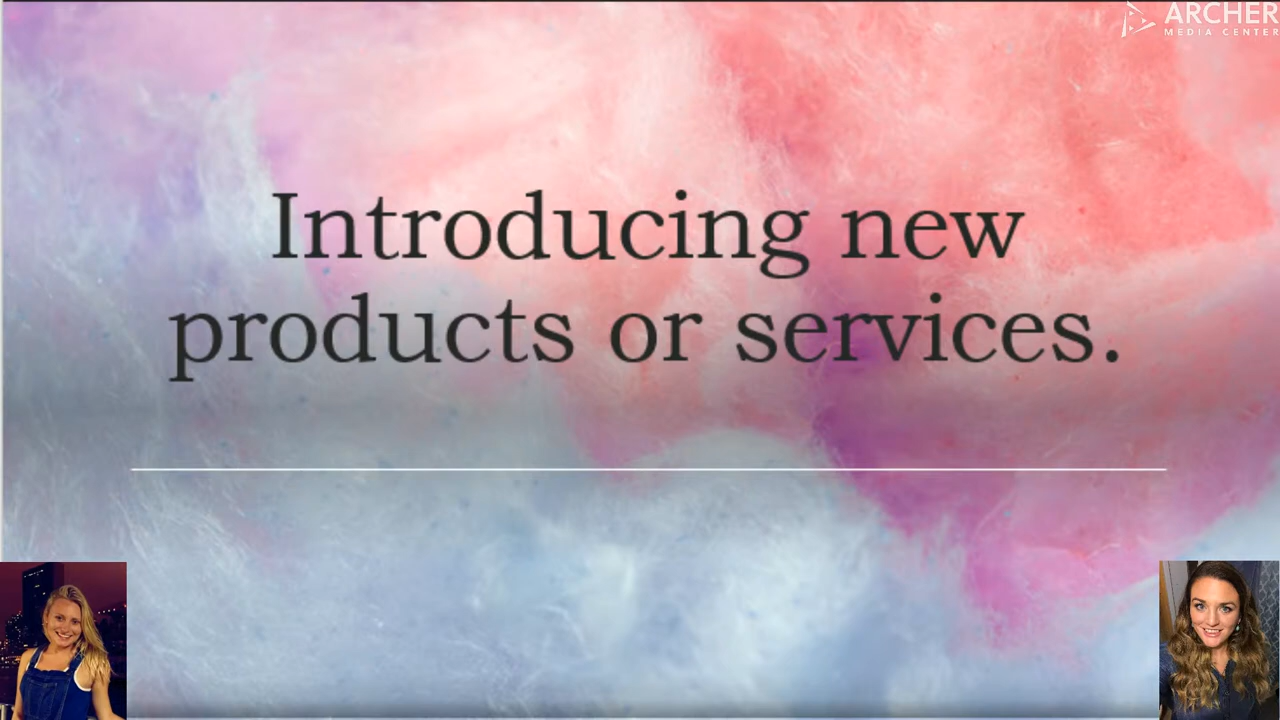 ARCHER
MEDIA CENTER
Introducing new
products or services.